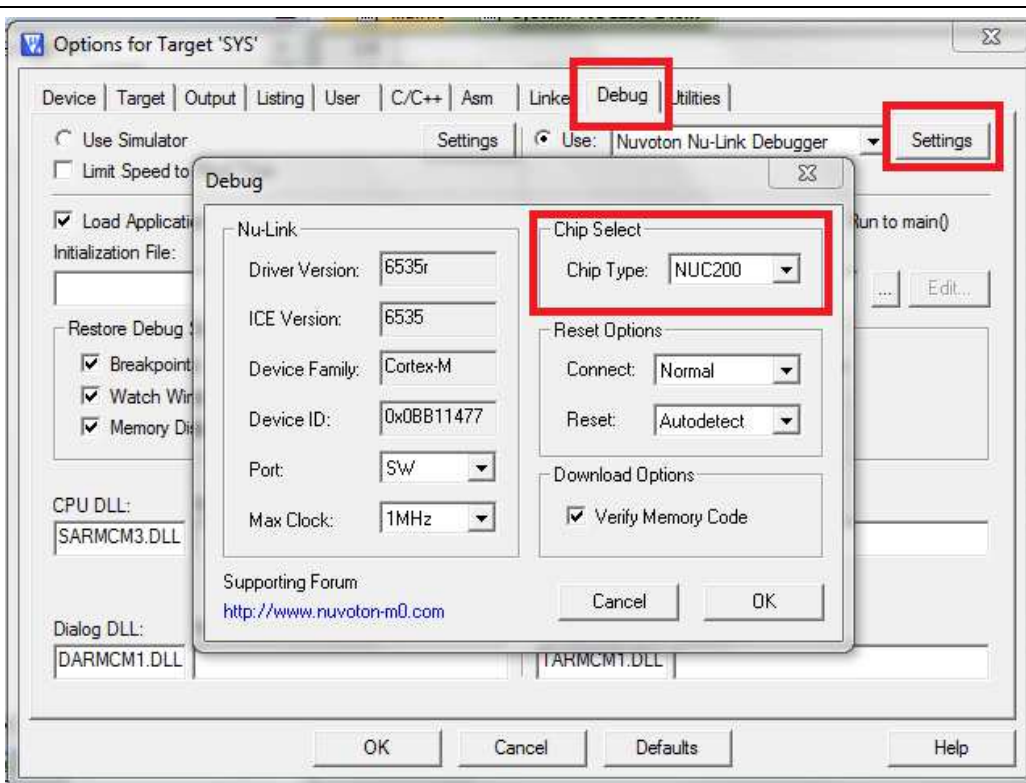 Options for Target 'SYS'
Device Target Output Listing User C/C++ Asm Linke Debug Utilities
Use Simulator Settings Use: Nuvoton Nu-Link Debugger Settings
Limit Speed to
Debug
Load Applicati Run to main()
Initialization File:
... Edit...
Nu-Link
Driver Version: 6535r
ICE Version: 6535
Device Family: Cortex-M
Device ID: 0x0BB11477
Port: SW
Max Clock: 1MHz
Chip Select
Chip Type: NUC200
Reset Options
Connect: Normal
Reset: Autodetect
Download Options
Verify Memory Code
Supporting Forum
http://www.nuvoton-m0.com
Cancel OK
Restore Debug
Breakpoint
Watch Win
Memory Di
CPU DLL:
SARMCM3.DLL
Dialog DLL:
DARMCM1.DLL TARMCM1.DLL
OK Cancel Defaults Help